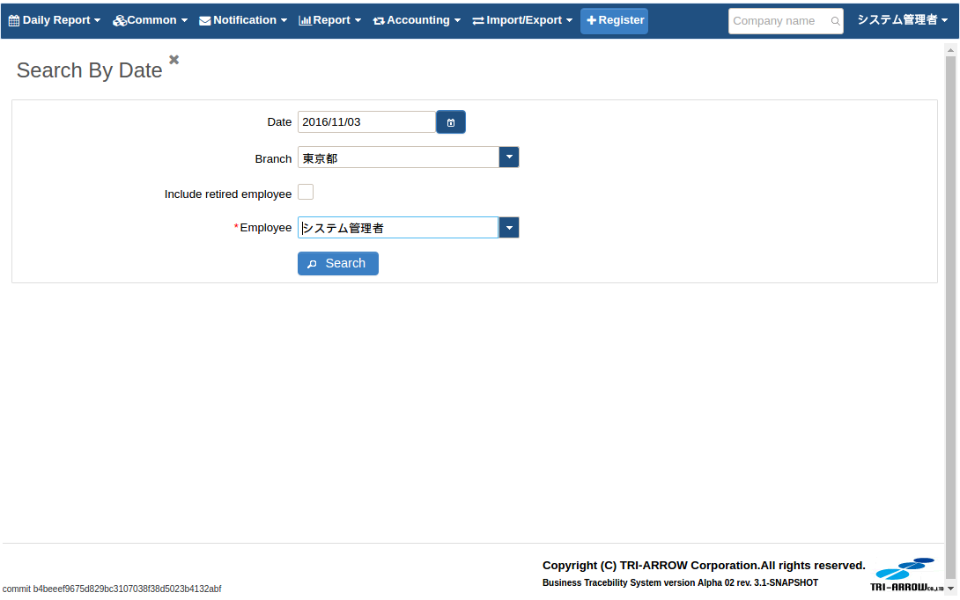 Daily Report Common Notification Report Accounting Import/Export Register Company name システム管理者
Search By Date
Date 2016/11/03
Branch 東京都
Include retired employee
*Employee システム管理者
Search
Copyright (C) TRI-ARROW Corporation.All rights reserved.
Business Tracebility System version Alpha 02 rev. 3.1-SNAPSHOT
TRI-ARROW CO.,LTD
commit b4beeef9675d829bc3107038f38d5023b4132abf